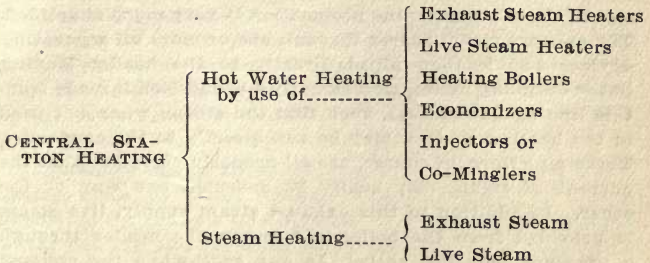 Exhaust Steam Heaters
Live Steam Heaters
Hot Water Heating
by use of
Heating Boilers
Economizers
Injectors or
Co-Minglers
CENTRAL STA-
TION HEATING
Steam Heating
Exhaust Steam
Live Steam